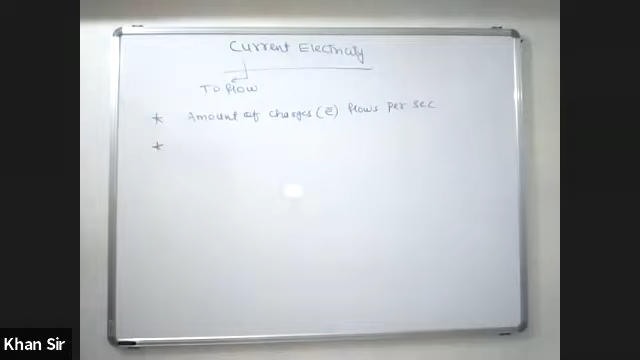 Current Electricity
To flow
* Amount of charges (ē) flows per sec
*
Khan Sir